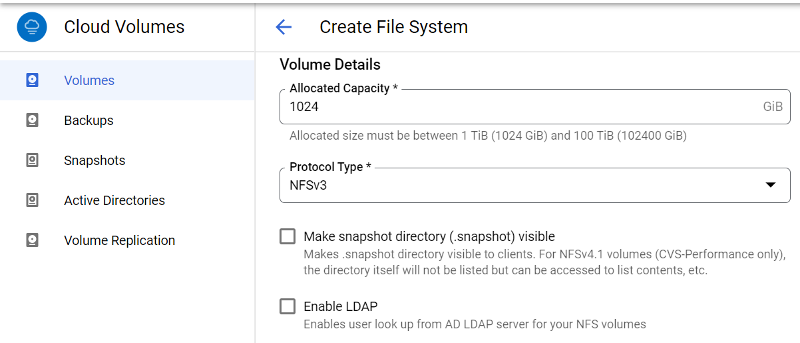 Cloud Volumes
Volumes
Backups
Snapshots
Active Directories
Volume Replication
Create File System
Volume Details
Allocated Capacity *
1024 GiB
Allocated size must be between 1 TiB (1024 GiB) and 100 TiB (102400 GiB)
Protocol Type *
NFSv3
Make snapshot directory (.snapshot) visible
Makes .snapshot directory visible to clients. For NFSv4.1 volumes (CVS-Performance only),
the directory itself will not be listed but can be accessed to list contents, etc.
Enable LDAP
Enables user look up from AD LDAP server for your NFS volumes